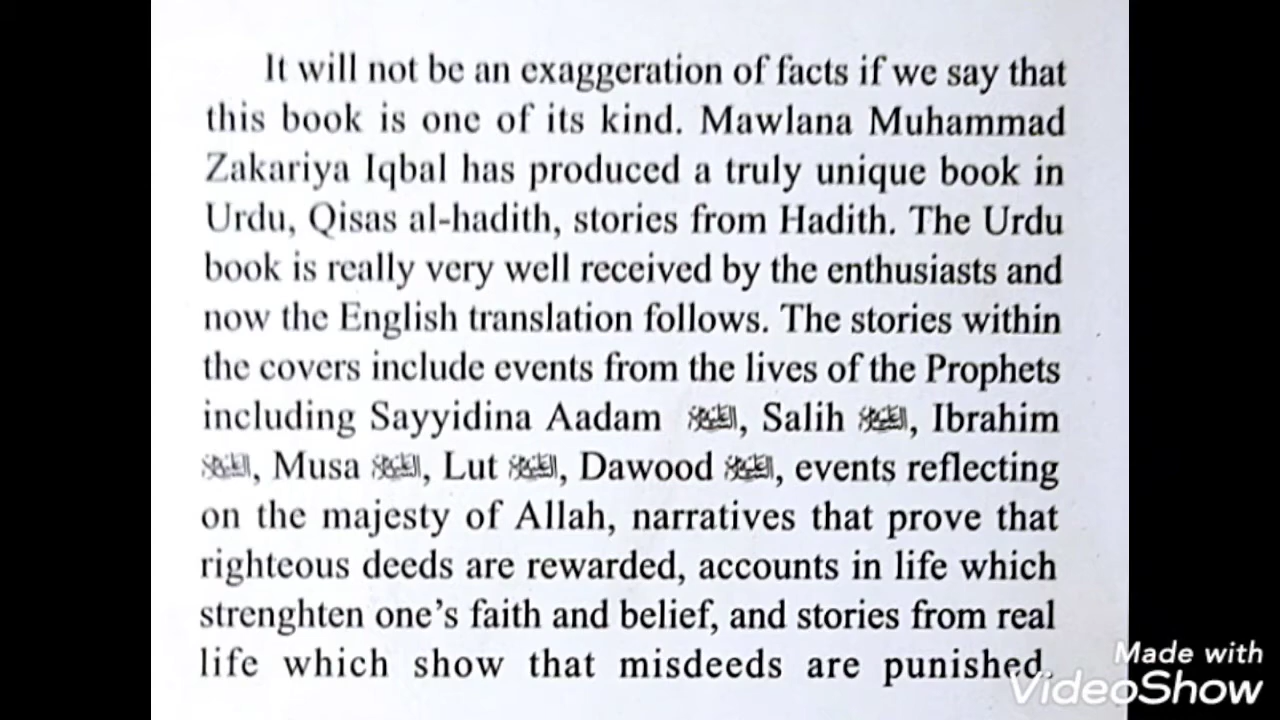 It will not be an exaggeration of facts if we say that
this book is one of its kind. Mawlana Muhammad
Zakariya Iqbal has produced a truly unique book in
Urdu, Qisas al-hadith, stories from Hadith. The Urdu
book is really very well received by the enthusiasts and
now the English translation follows. The stories within
the covers include events from the lives of the Prophets
including Sayyidina Aadam , Salih , Ibrahim
, Musa , Lut , Dawood , events reflecting
on the majesty of Allah, narratives that prove that
righteous deeds are rewarded, accounts in life which
strenghten one's faith and belief, and stories from real
life which show that misdeeds are punished.
Made with
VideoShow